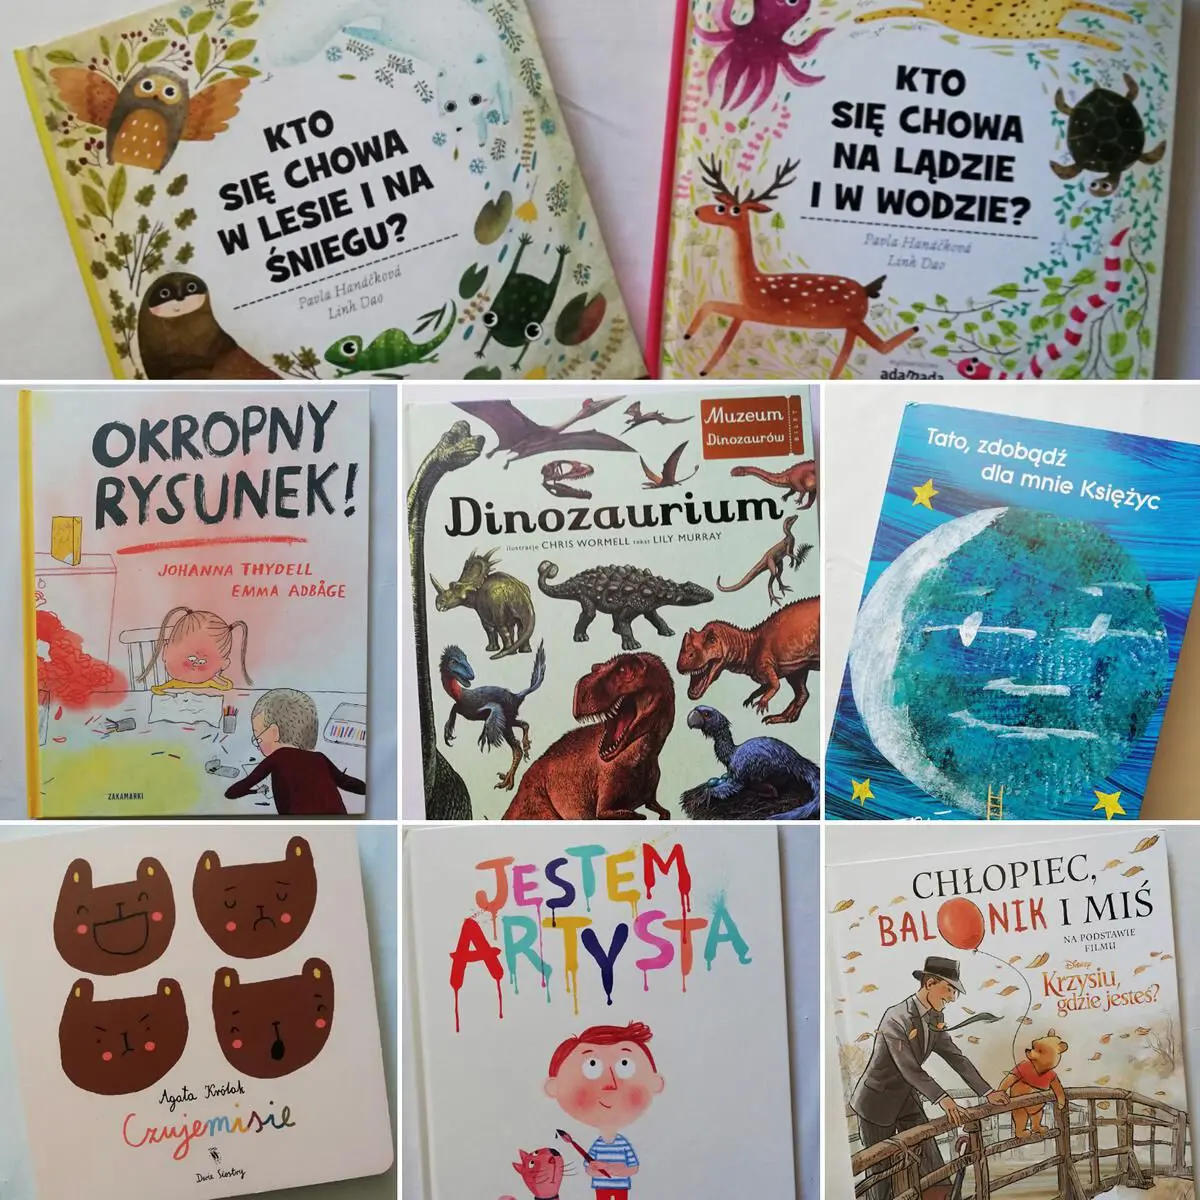 KTO
SIĘ CHOWA
W LESIE I NA
ŚNIEGU?
Pavla Hanáčková
Linh Dao
KTO
SIĘ CHOWA
NA LĄDZIE
I W WODZIE?
Pavla Hanáčková
Linh Dao
adamada
OKROPNY
RYSUNEK!
JOHANNA THYDELL
EMMA ADBÅGE
ZAKAMARKI
Muzeum
Dinozaurów
BILET
Dinozaurium
ilustracje CHRIS WORMELL tekst LILY MURRAY
Tato, zdobądź
dla mnie Księżyc
Agata Królak
Czujemisie
Dwie Siostry
JESTEM
ARTYSTĄ
CHŁOPIEC,
BALONIK I MIŚ
NA PODSTAWIE
FILMU
Disney
Krzysiu,
gdzie jesteś?